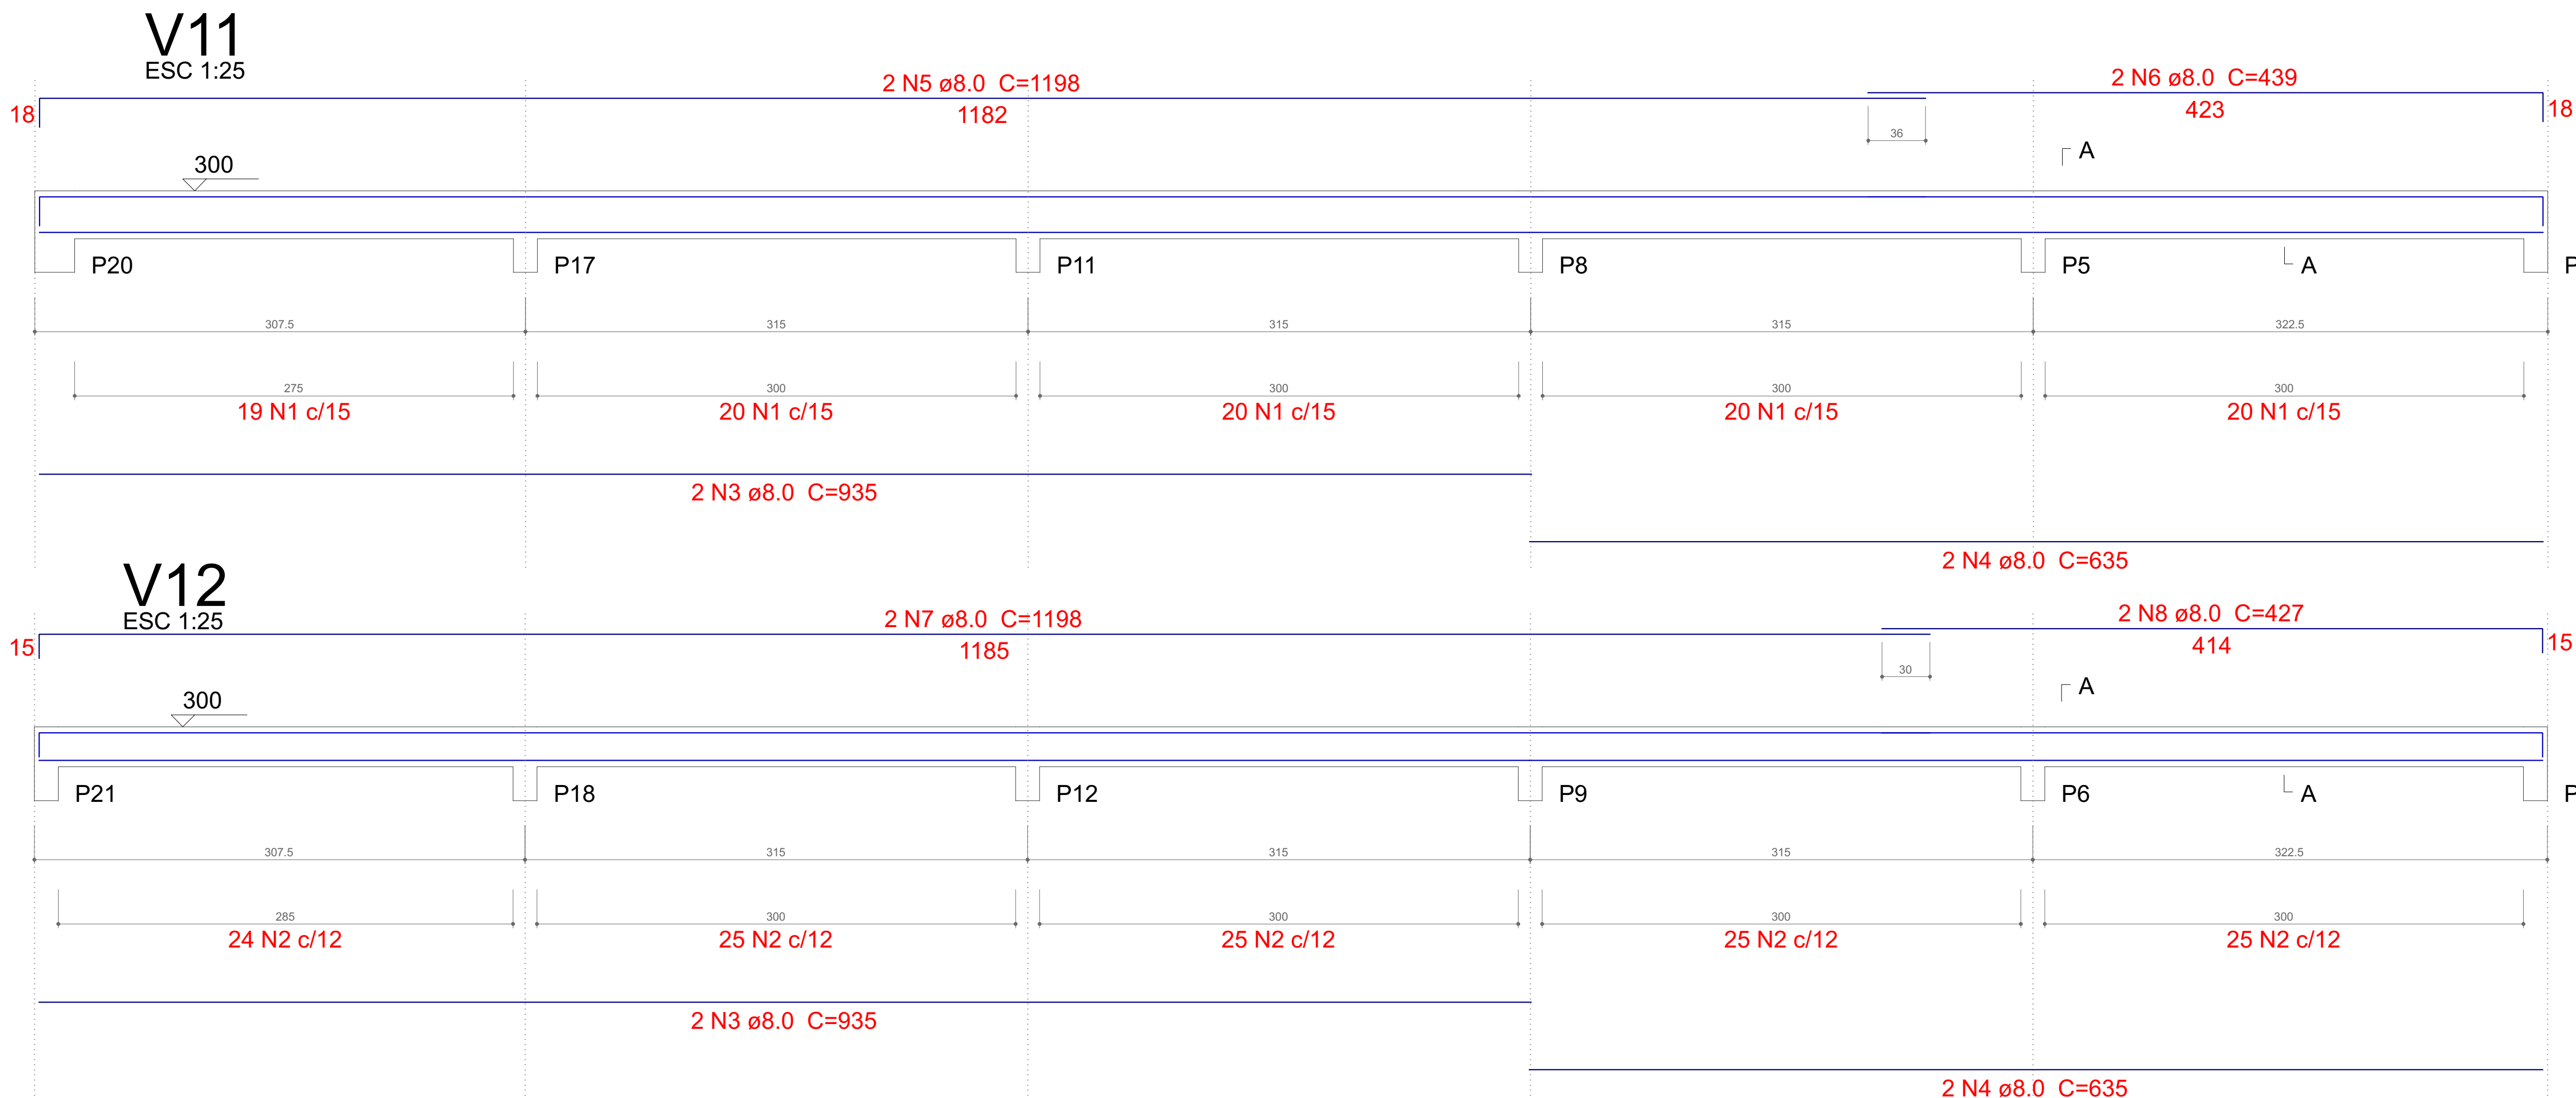 V11
ESC 1:25
2 N5 ø8.0 C=1198
2 N6 ø8.0 C=439
18
1182
423
18
36
A
300
P20
P17
P11
P8
P5
A
P
307.5
315
315
315
322.5
275
300
300
300
300
19 N1 c/15
20 N1 c/15
20 N1 c/15
20 N1 c/15
20 N1 c/15
2 N3 ø8.0 C=935
2 N4 ø8.0 C=635
V12
ESC 1:25
2 N7 ø8.0 C=1198
2 N8 ø8.0 C=427
15
1185
414
15
30
A
300
P21
P18
P12
P9
P6
A
P
307.5
315
315
315
322.5
285
300
300
300
300
24 N2 c/12
25 N2 c/12
25 N2 c/12
25 N2 c/12
25 N2 c/12
2 N3 ø8.0 C=935
2 N4 ø8.0 C=635